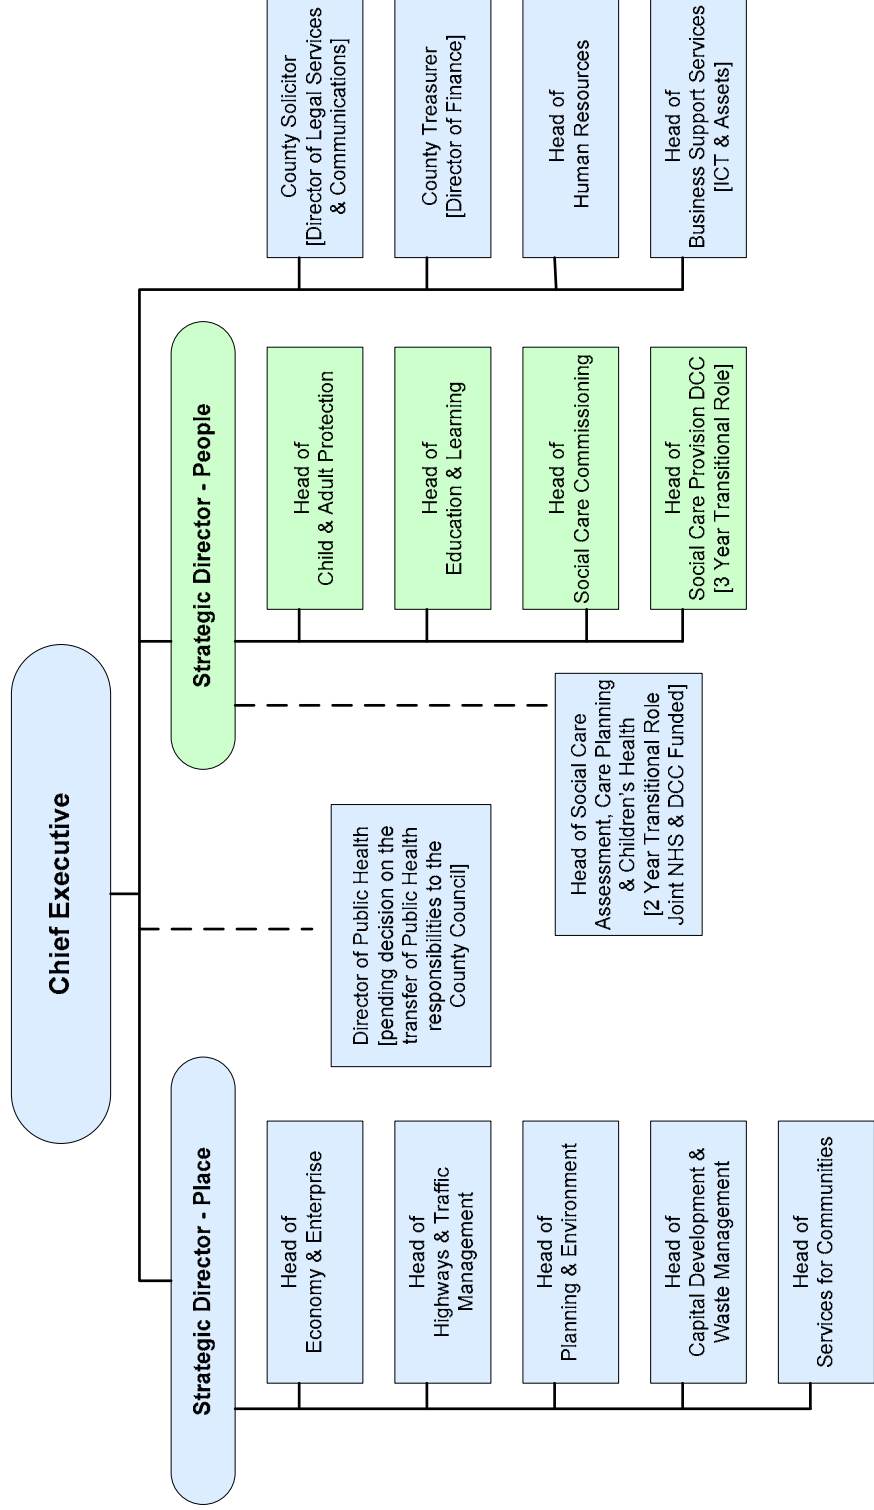 Chief Executive
Strategic Director - Place
Head of
Economy & Enterprise
Head of
Highways & Traffic
Management
Head of
Planning & Environment
Head of
Capital Development &
Waste Management
Head of
Services for Communities
Director of Public Health
[pending decision on the
transfer of Public Health
responsibilities to the
County Council]
Strategic Director - People
Head of Social Care
Assessment, Care Planning
& Children's Health
[2 Year Transitional Role
Joint NHS & DCC Funded]
Head of
Child & Adult Protection
Head of
Education & Learning
Head of
Social Care Commissioning
Head of
Social Care Provision DCC
[3 Year Transitional Role]
County Solicitor
[Director of Legal Services
& Communications]
County Treasurer
[Director of Finance]
Head of
Human Resources
Head of
Business Support Services
[ICT & Assets]